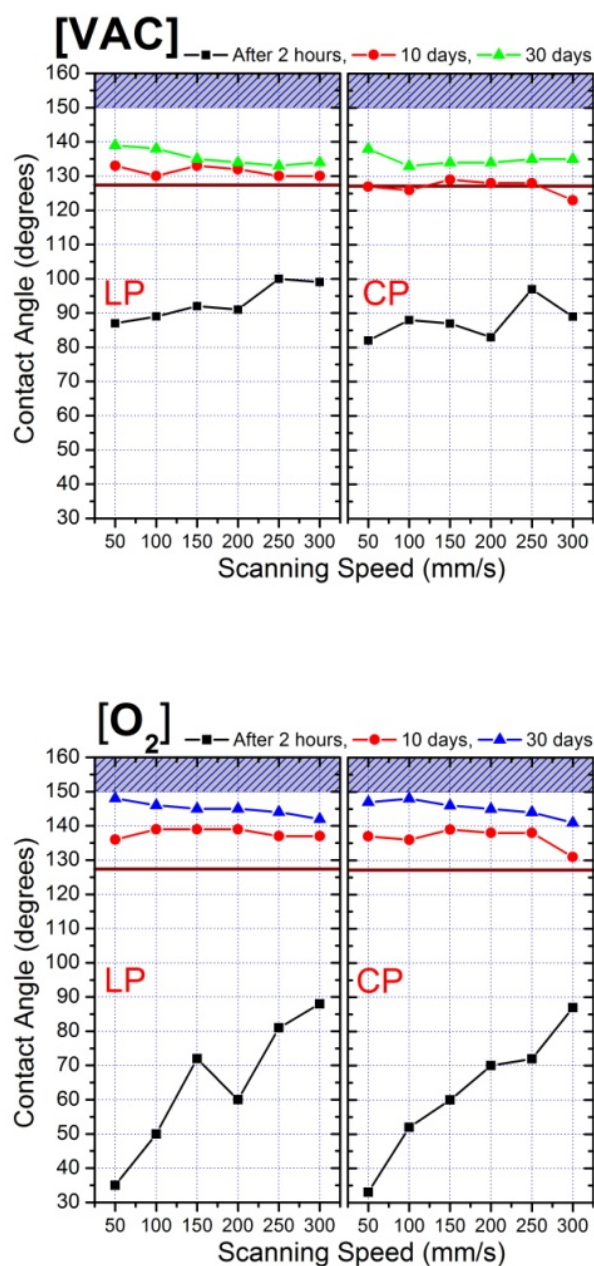 [VAC]
After 2 hours, 10 days, 30 days
160
150
140
130
120
110
100
90
80
70
60
50
40
30
Contact Angle (degrees)
LP
CP
50 100 150 200 250 300 50 100 150 200 250 300
Scanning Speed (mm/s)
[O₂]
After 2 hours, 10 days, 30 days
160
150
140
130
120
110
100
90
80
70
60
50
40
30
Contact Angle (degrees)
LP
CP
50 100 150 200 250 300 50 100 150 200 250 300
Scanning Speed (mm/s)